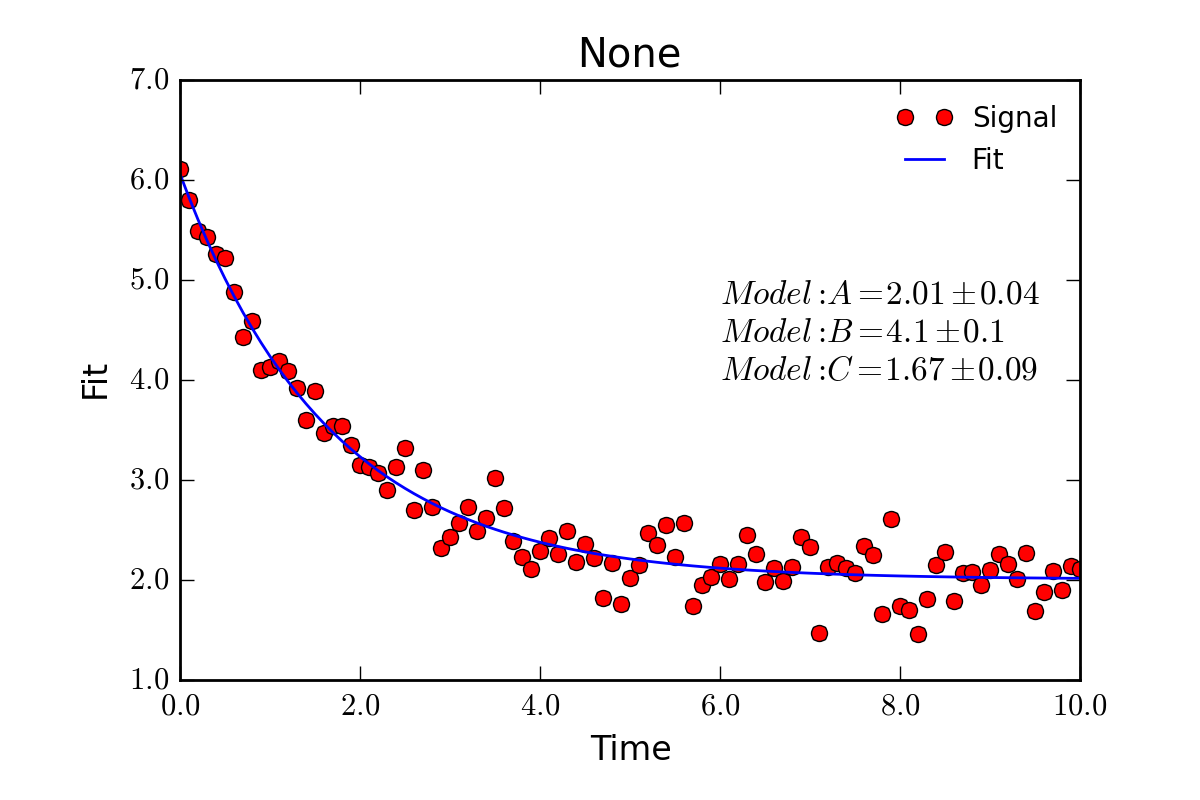 None
7.0
6.0
5.0
4.0
3.0
2.0
1.0
Fit
Signal
Fit
Model : A = 2.01 ± 0.04
Model : B = 4.1 ± 0.1
Model : C = 1.67 ± 0.09
0.0 2.0 4.0 6.0 8.0 10.0
Time